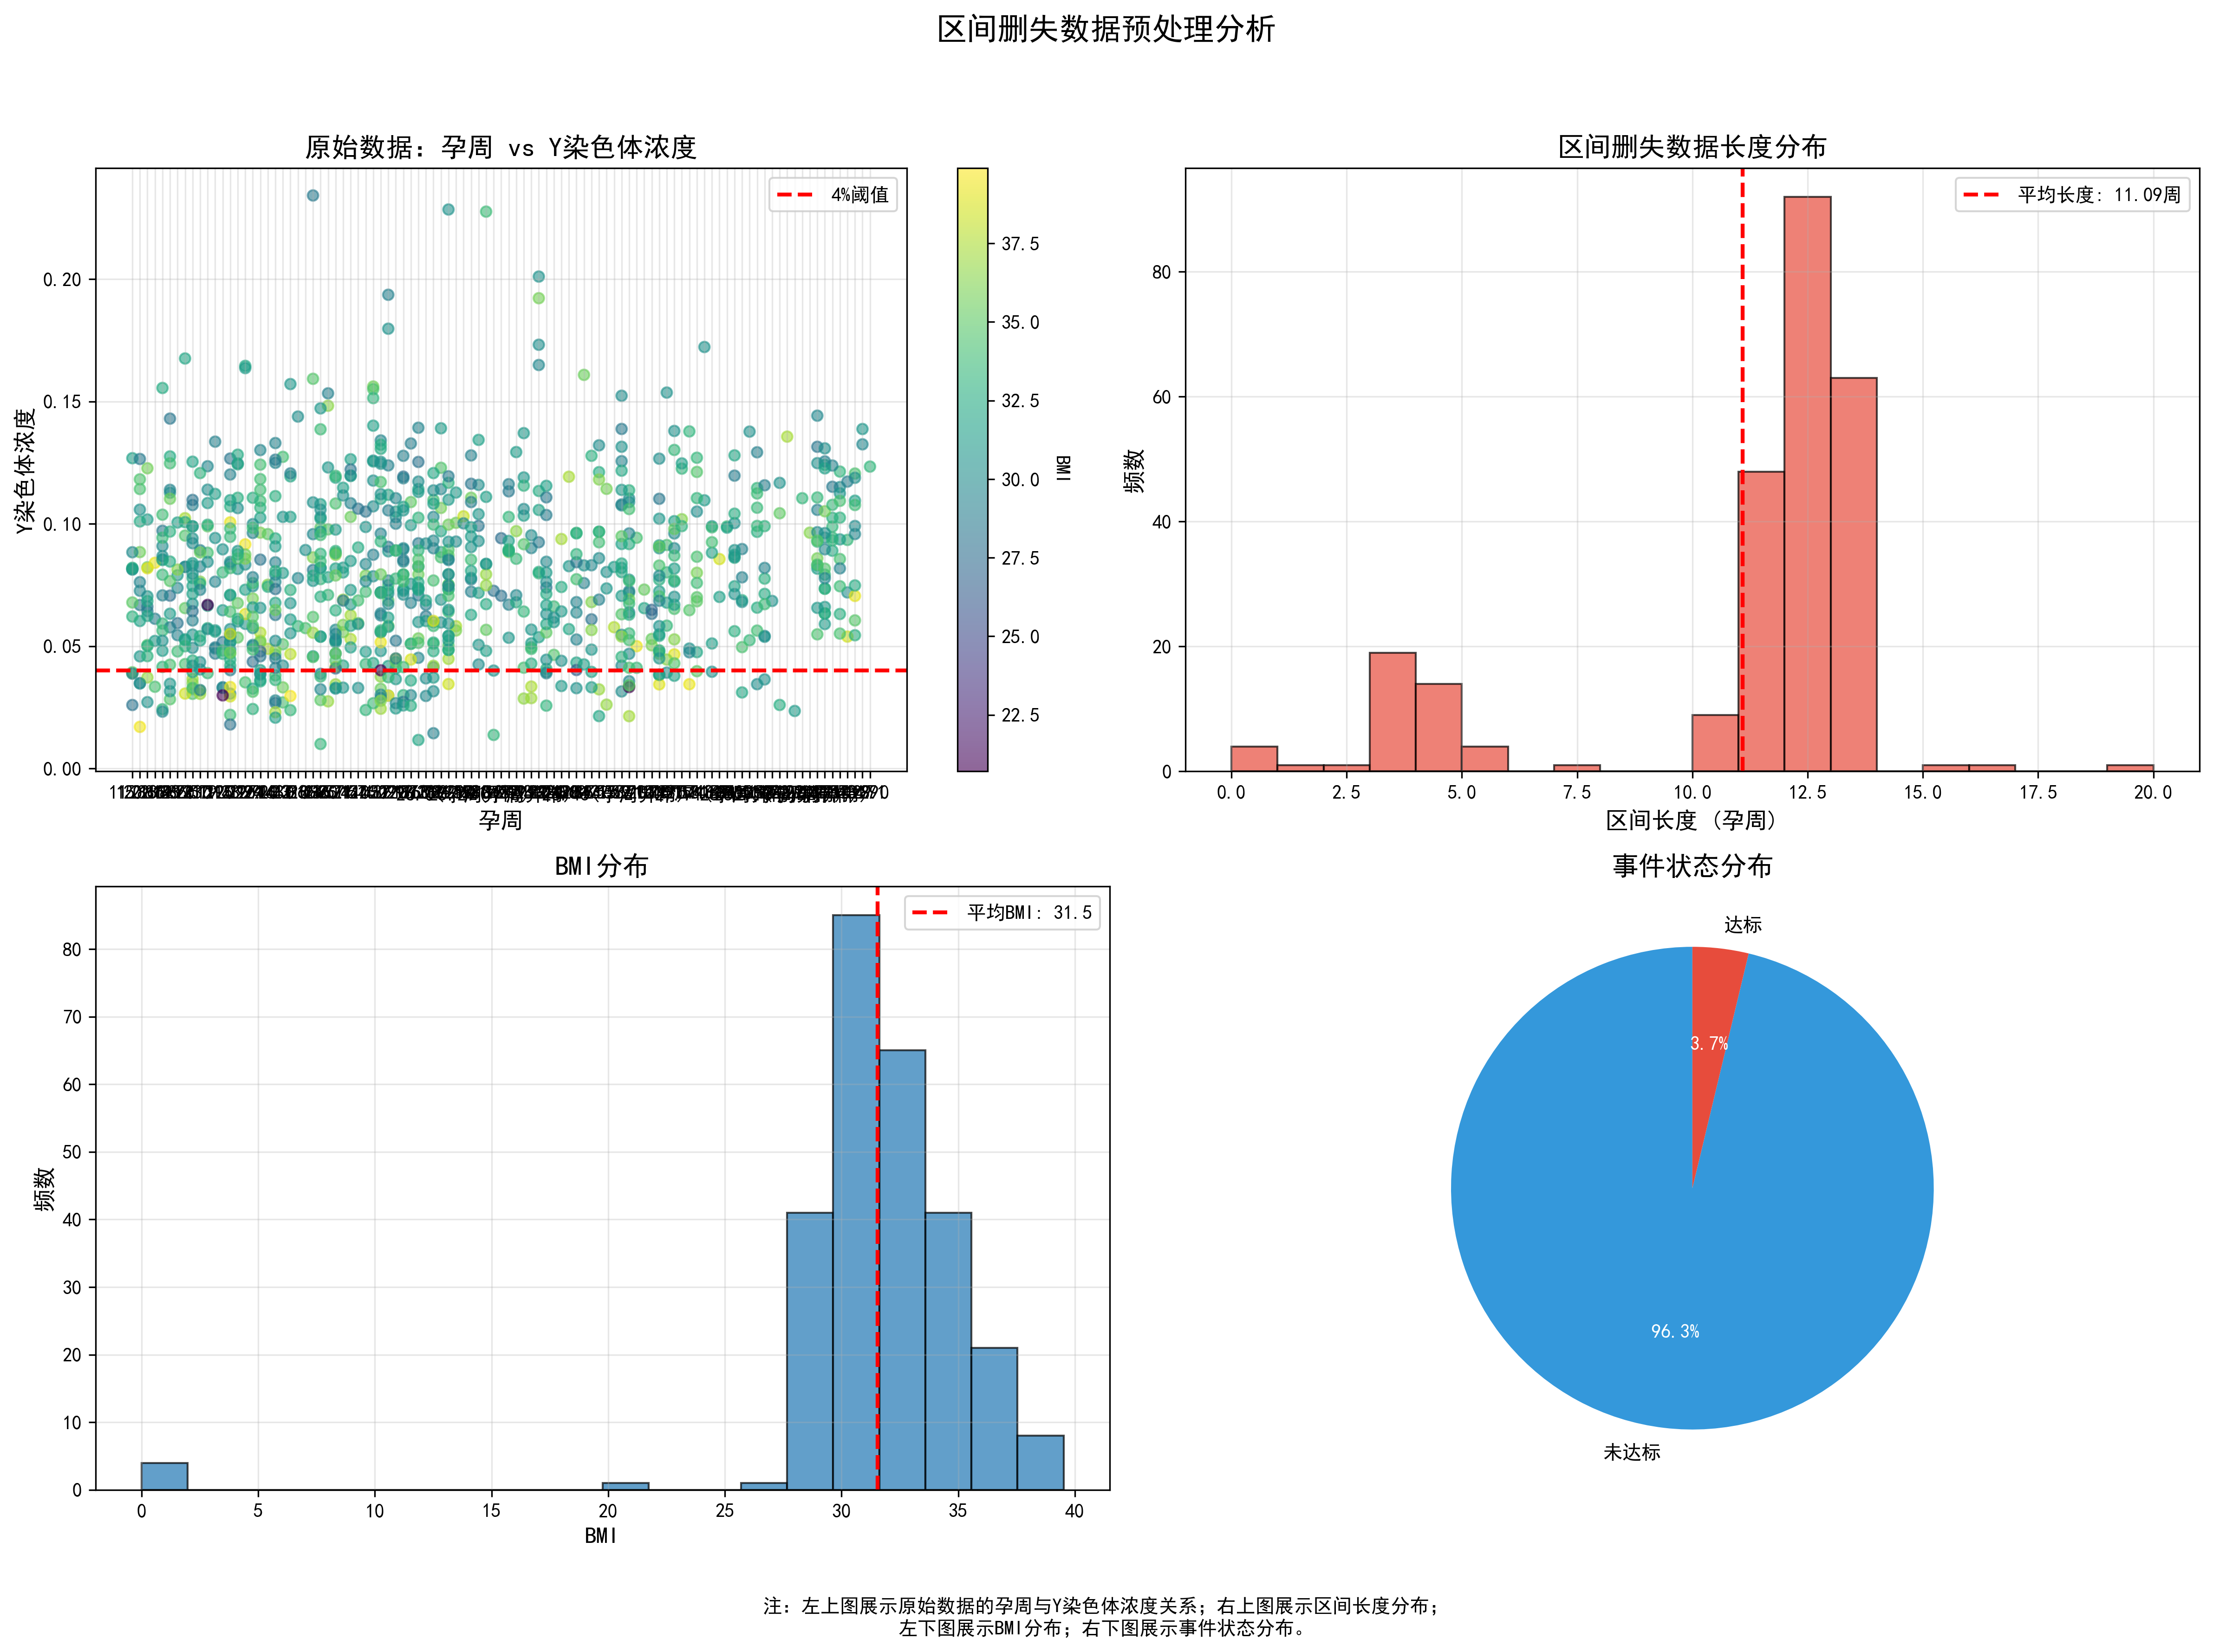 区间删失数据预处理分析
原始数据: 孕周 vs Y染色体浓度
4%阈值
Y染色体浓度
0.20
0.15
0.10
0.05
0.00
孕周
37.5
35.0
32.5
30.0
27.5
25.0
22.5
BMI
区间删失数据长度分布
平均长度: 11.09周
频数
80
60
40
20
0
0.0 2.5 5.0 7.5 10.0 12.5 15.0 17.5 20.0
区间长度 (孕周)
BMI分布
平均BMI: 31.5
频数
80
70
60
50
40
30
20
10
0
0 5 10 15 20 25 30 35 40
BMI
事件状态分布
达标
3.7%
96.3%
未达标
注: 左上图展示原始数据的孕周与Y染色体浓度关系; 右上图展示区间长度分布;
左下图展示BMI分布; 右下图展示事件状态分布。